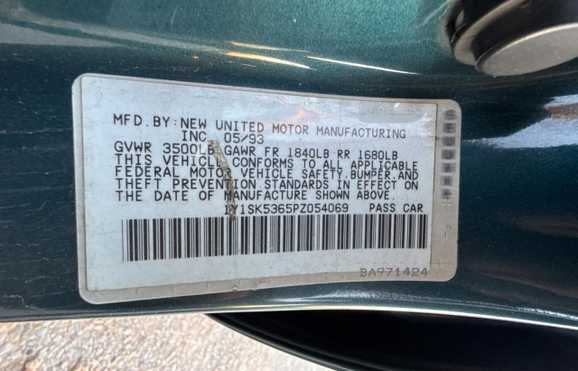 MFD. BY: NEW UNITED MOTOR MANUFACTURING
INC. 05/93
GVWR 3500LB GAWR FR 1840LB RR 1680LB
THIS VEHICLE CONFORMS TO ALL APPLICABLE
FEDERAL MOTOR VEHICLE SAFETY, BUMPER, AND
THEFT PREVENTION STANDARDS IN EFFECT ON
THE DATE OF MANUFACTURE SHOWN ABOVE.
1Y1SK5365PZ054069 PASS CAR
BA971424